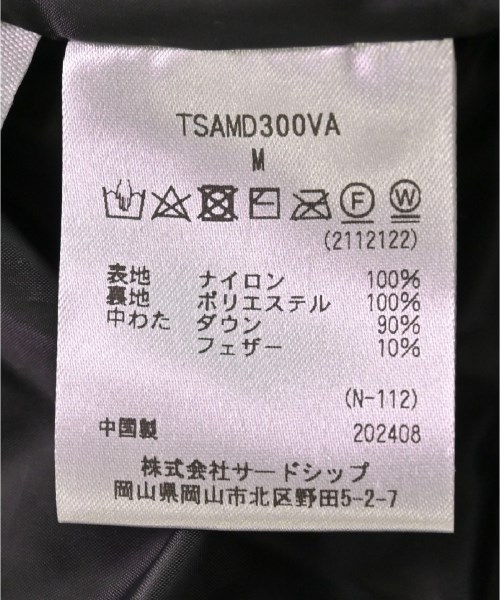 TSAMD300VA
M
F W
(2112122)
表地 ナイロン 100%
裏地 ポリエステル 100%
中わた ダウン 90%
フェザー 10%
(N-112)
中国製 202408
株式会社サードシップ
岡山県岡山市北区野田5-2-7